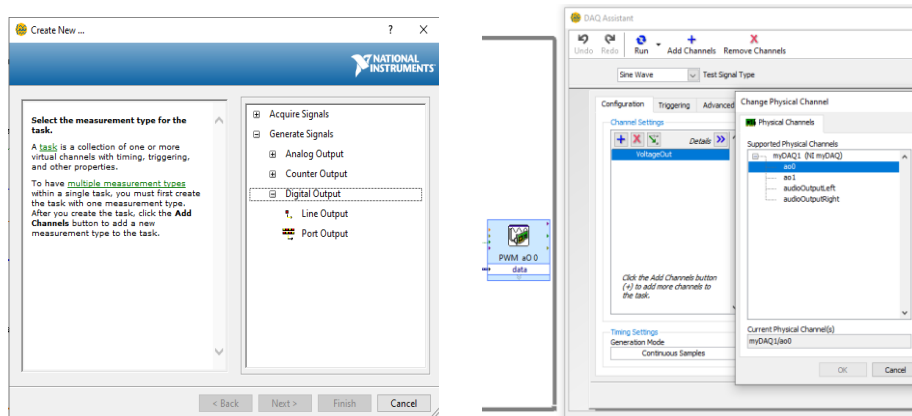 Create New ...
?
X
NATIONAL
INSTRUMENTS
Select the measurement type for the
task.
A task is a collection of one or more
virtual channels with timing, triggering,
and other properties.
To have multiple measurement types
within a single task, you must first create
the task with one measurement type.
After you create the task, click the Add
Channels button to add a new
measurement type to the task.
Acquire Signals
Generate Signals
Analog Output
Counter Output
Digital Output
Line Output
Port Output
< Back
Next >
Finish
Cancel
PWM aO 0
data
DAQ Assistant
Undo Redo Run Add Channels Remove Channels
Sine Wave Test Signal Type
Configuration Triggering Advanced
Channel Settings
Details
VoltageOut
Click the Add Channels button
(+) to add more channels to
the task.
Timing Settings
Generation Mode
Continuous Samples
Change Physical Channel
Physical Channels
Supported Physical Channels
myDAQ1 (NI myDAQ)
ao0
ao1
audioOutputLeft
audioOutputRight
Current Physical Channel(s)
myDAQ1/ao0
OK
Cancel